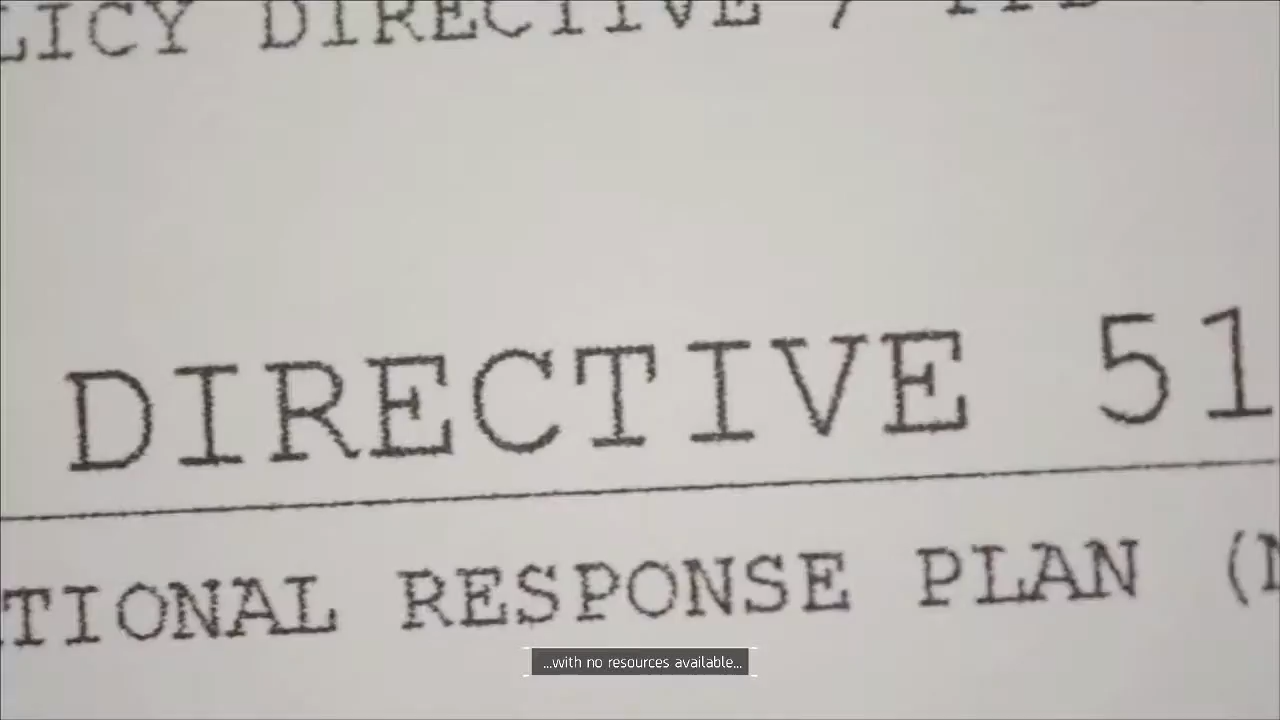 LICY DIRECTIVE /
DIRECTIVE 51
TIONAL RESPONSE PLAN (
...with no resources available...